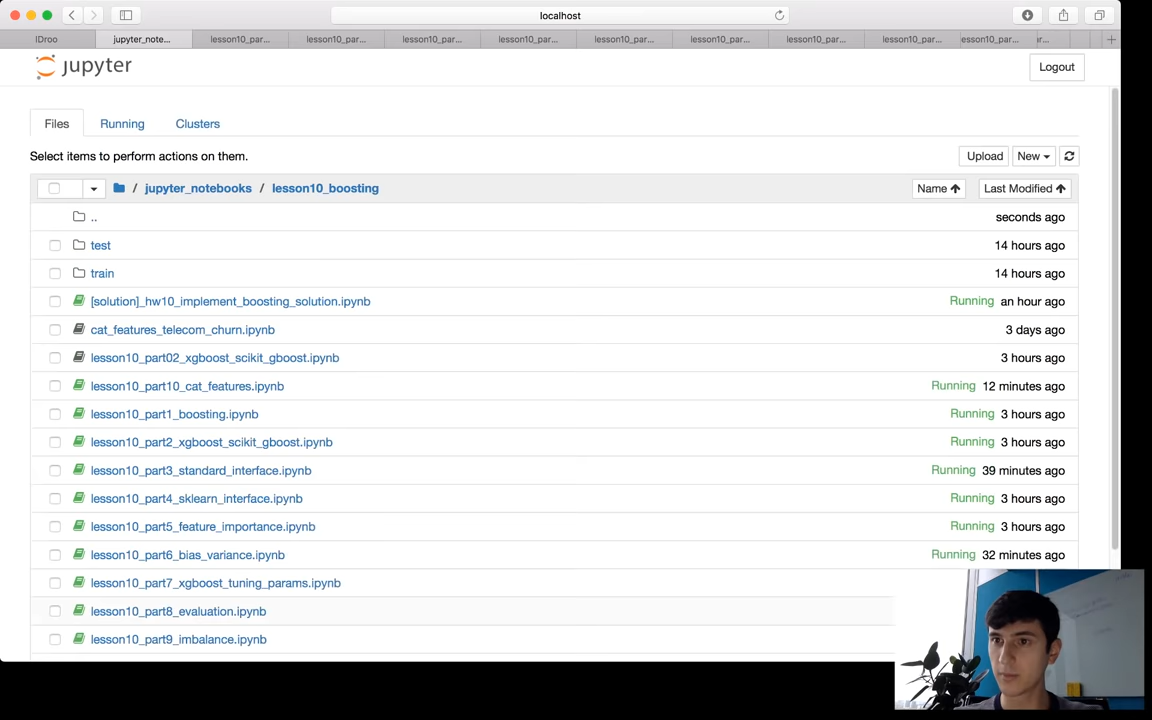 localhost
IDroo
jupyter_note...
lesson10_par...
lesson10_par...
lesson10_par...
lesson10_par...
lesson10_par...
lesson10_par...
lesson10_par...
lesson10_par...
esson10_par...
r...
jupyter
Logout
Files
Running
Clusters
Select items to perform actions on them.
Upload
New
/ jupyter_notebooks / lesson10_boosting
Name
Last Modified
..
seconds ago
test
14 hours ago
train
14 hours ago
[solution]_hw10_implement_boosting_solution.ipynb
Running an hour ago
cat_features_telecom_churn.ipynb
3 days ago
lesson10_part02_xgboost_scikit_gboost.ipynb
3 hours ago
lesson10_part10_cat_features.ipynb
Running 12 minutes ago
lesson10_part1_boosting.ipynb
Running 3 hours ago
lesson10_part2_xgboost_scikit_gboost.ipynb
Running 3 hours ago
lesson10_part3_standard_interface.ipynb
Running 39 minutes ago
lesson10_part4_sklearn_interface.ipynb
Running 3 hours ago
lesson10_part5_feature_importance.ipynb
Running 3 hours ago
lesson10_part6_bias_variance.ipynb
Running 32 minutes ago
lesson10_part7_xgboost_tuning_params.ipynb
lesson10_part8_evaluation.ipynb
lesson10_part9_imbalance.ipynb